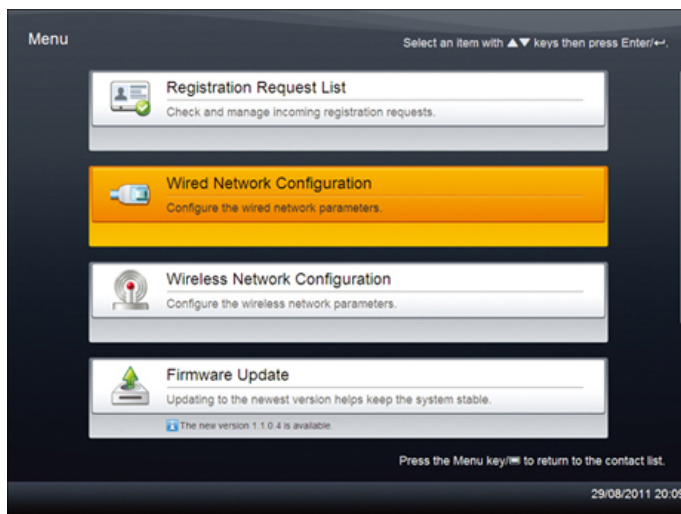 Menu
Select an item with ▲▼ keys then press Enter/↵.
Registration Request List
Check and manage incoming registration requests.
Wired Network Configuration
Configure the wired network parameters.
Wireless Network Configuration
Configure the wireless network parameters.
Firmware Update
Updating to the newest version helps keep the system stable.
The new version 1.1.0.4 is available.
Press the Menu key/ to return to the contact list.
29/08/2011 20:09